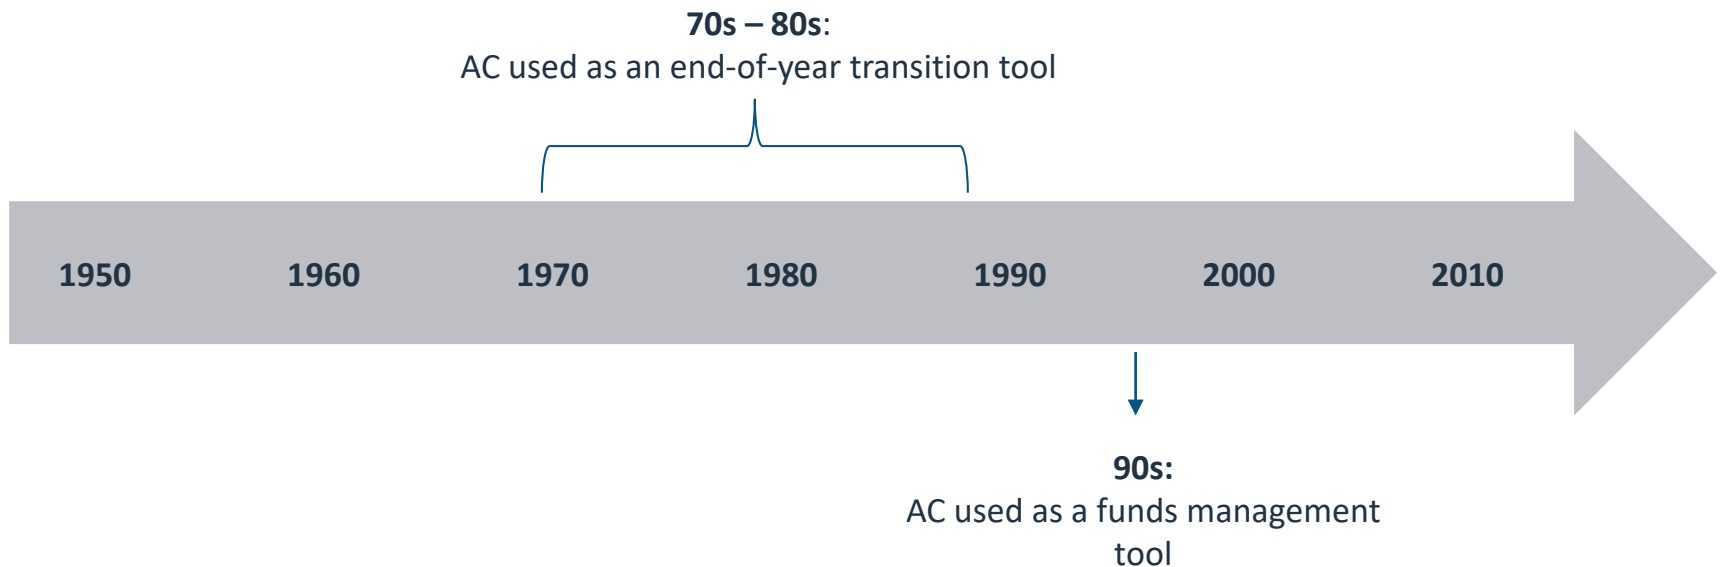 70s – 80s:
AC used as an end-of-year transition tool
1950 1960 1970 1980 1990 2000 2010
90s:
AC used as a funds management
tool